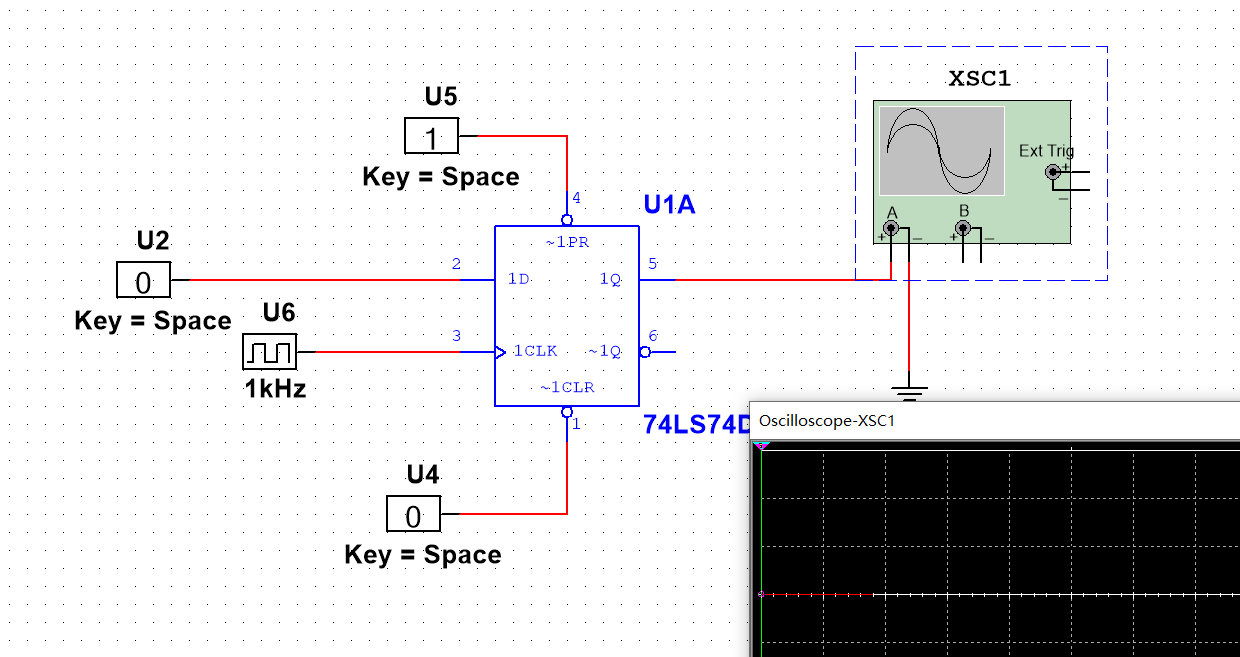 XSC1
U5
1
Key = Space
Ext Trig
+
−
A
B
+
−
+
−
4
U1A
~1PR
U2
0
Key = Space
2
1D
1Q
5
U6
1kHz
3
1CLK
~1Q
6
~1CLR
1
74LS74D
Oscilloscope-XSC1
U4
0
Key = Space